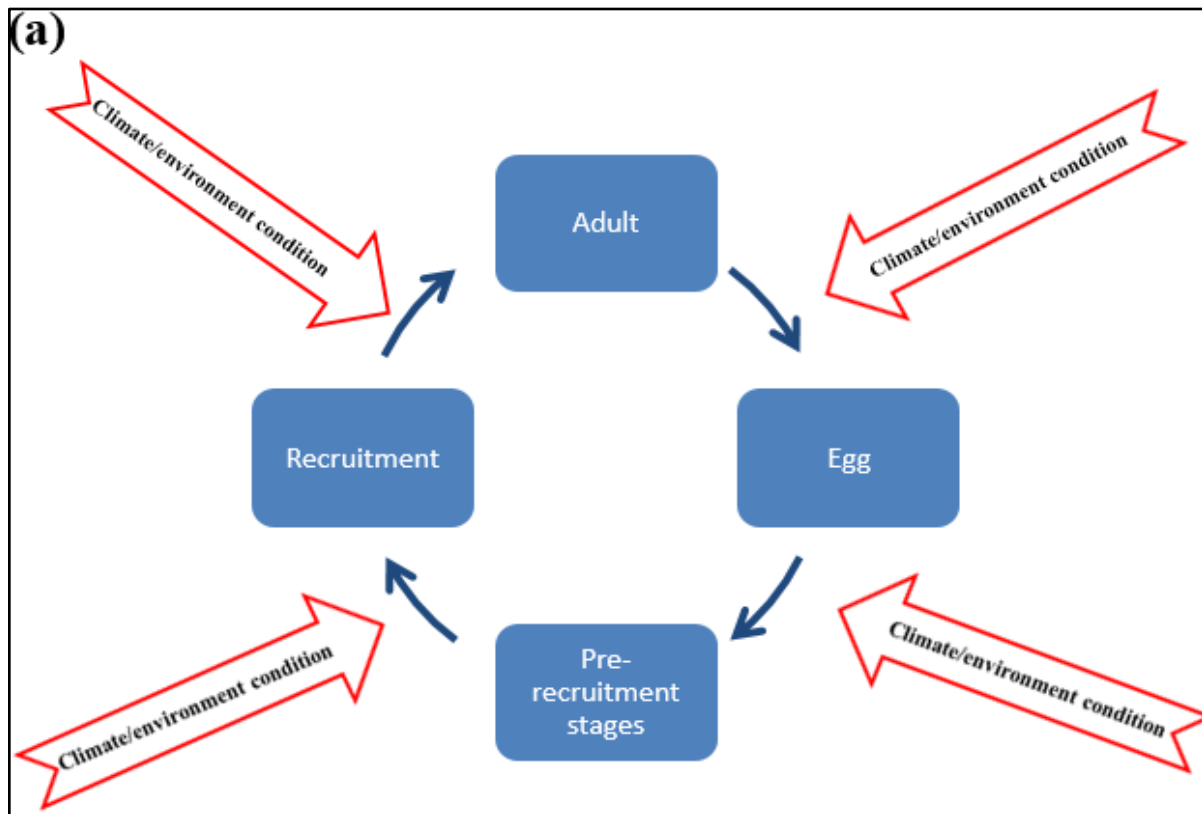 (a)
Climate/environment condition
Climate/environment condition
Adult
Recruitment
Egg
Pre-
recruitment
stages
Climate/environment condition
Climate/environment condition